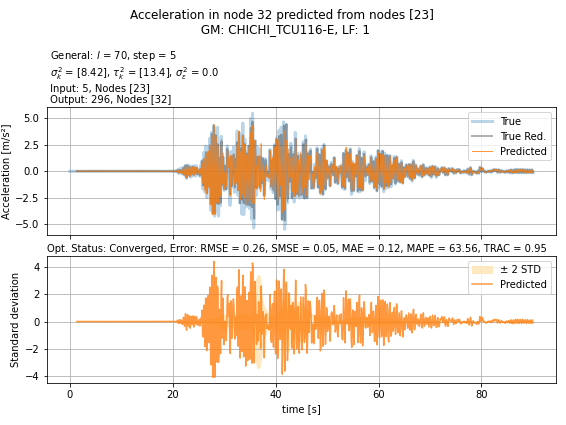 Acceleration in node 32 predicted from nodes [23]
GM: CHICHI_TCU116-E, LF: 1
General: l = 70, step = 5
σ²ₖ = [8.42], τ²ₖ = [13.4], σ²ε = 0.0
Input: 5, Nodes [23]
Output: 296, Nodes [32]
Acceleration [m/s²]
5.0
2.5
0.0
−2.5
−5.0
True
True Red.
Predicted
Opt. Status: Converged, Error: RMSE = 0.26, SMSE = 0.05, MAE = 0.12, MAPE = 63.56, TRAC = 0.95
Standard deviation
4
2
0
−2
−4
± 2 STD
Predicted
0 20 40 60 80
time [s]